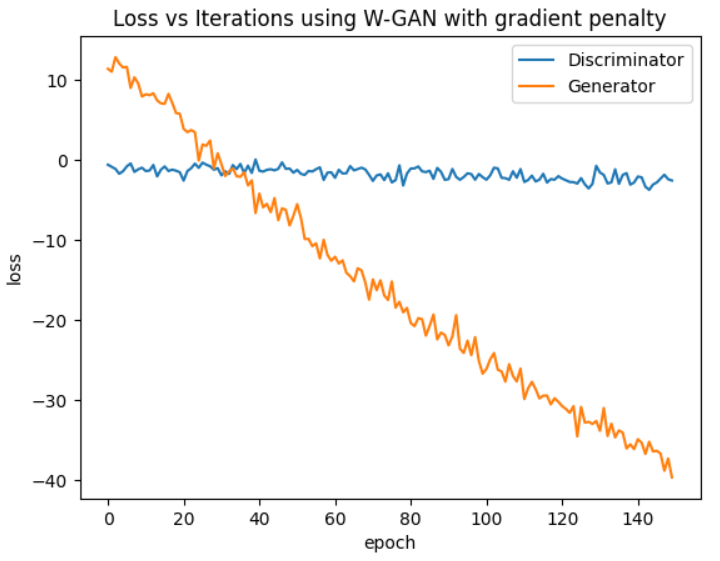 Loss vs Iterations using W-GAN with gradient penalty
Discriminator
Generator
10
0
−10
−20
−30
−40
loss
0 20 40 60 80 100 120 140
epoch